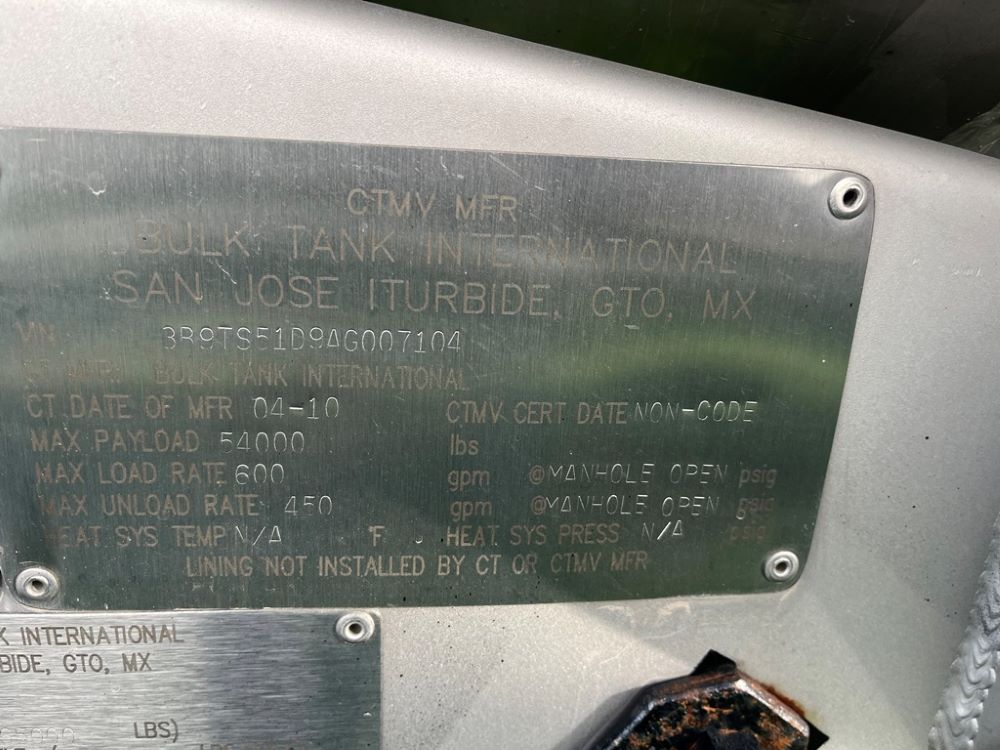 CTMV MFR
BULK TANK INTERNATIONAL
SAN JOSE ITURBIDE, GTO, MX
VIN 3B9TS51D9AG007104
CT MFR BULK TANK INTERNATIONAL
CT DATE OF MFR 04-10 CTMV CERT DATE NON-CODE
MAX PAYLOAD 54000 lbs
MAX LOAD RATE 600 gpm @MANHOLE OPEN psig
MAX UNLOAD RATE 450 gpm @MANHOLE OPEN psig
HEAT SYS TEMP N/A °F HEAT SYS PRESS N/A psig
LINING NOT INSTALLED BY CT OR CTMV MFR
K INTERNATIONAL
BIDE, GTO, MX
LBS)